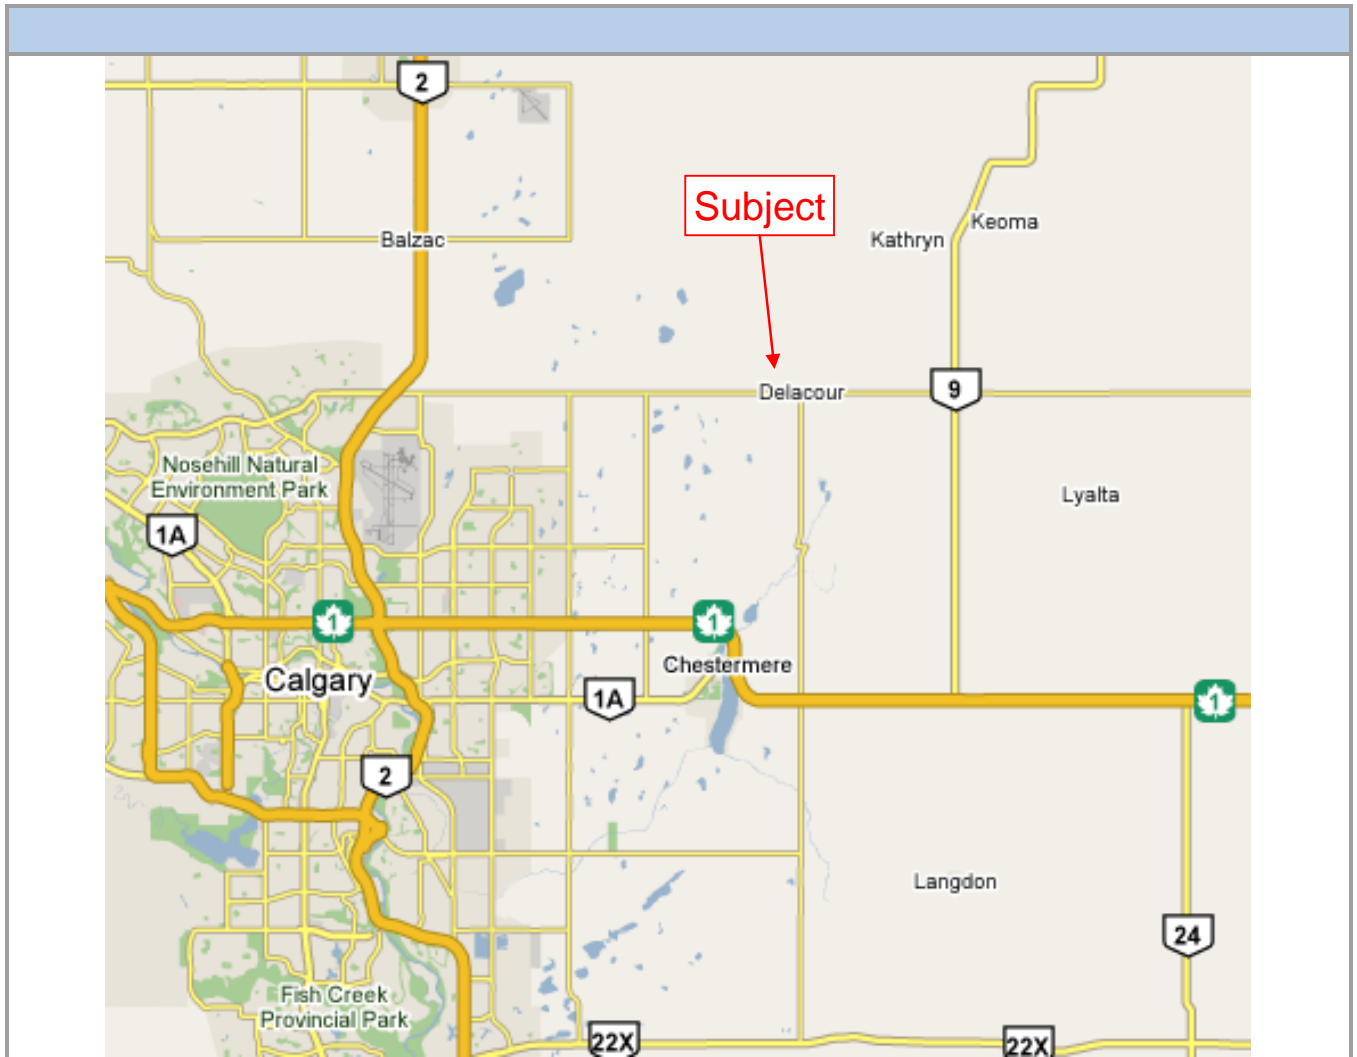 2
Subject
Keoma
Kathryn
Balzac
Delacour
9
Nosehill Natural
Environment Park
Lyalta
1A
1
1
Chestermere
Calgary
1A
1
2
Langdon
24
Fish Creek
Provincial Park
22X
22X